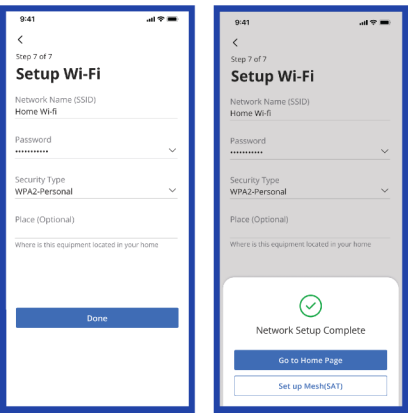 9:41
Step 7 of 7
Setup Wi-Fi
Network Name (SSID)
Home Wi-fi
Password
•••••••••••
Security Type
WPA2-Personal
Place (Optional)
Where is this equipment located in your home
Done
9:41
Step 7 of 7
Setup Wi-Fi
Network Name (SSID)
Home Wi-fi
Password
•••••••••••
Security Type
WPA2-Personal
Place (Optional)
Where is this equipment located in your home
Network Setup Complete
Go to Home Page
Set up Mesh(SAT)